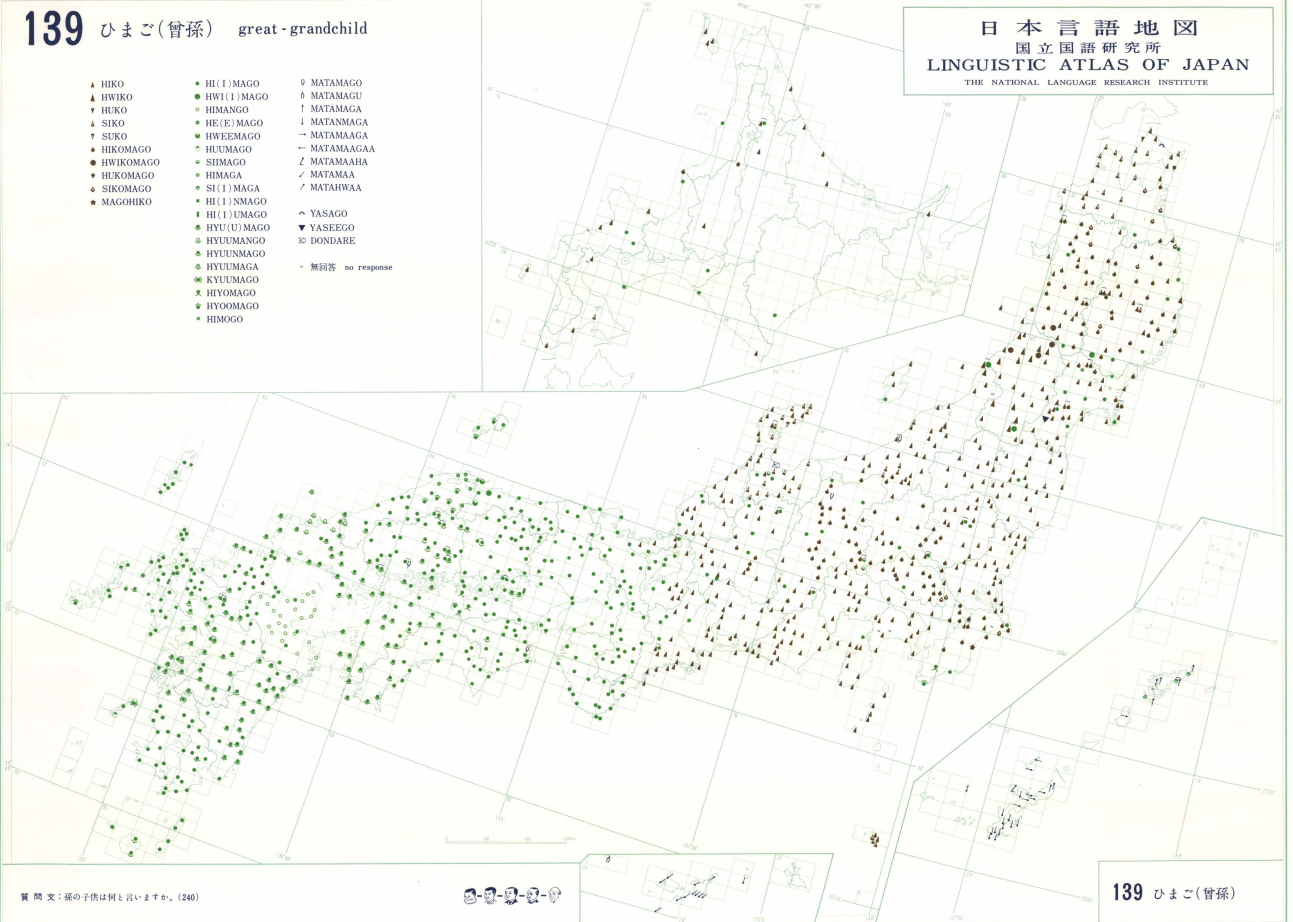 139 ひまご(曾孫) great-grandchild
HIKO
HWIKO
HUKO
SIKO
SUKO
HIKOMAGO
HWIKOMAGO
HUKOMAGO
SIKOMAGO
MAGOHIKO
HI(I)MAGO
HWI(I)MAGO
HIMANGO
HE(E)MAGO
HWEEMAGO
HUUMAGO
SIIMAGO
HIMAGA
SI(I)MAGA
HI(I)NMAGO
HI(I)UMAGO
HYU(U)MAGO
HYUUMANGO
HYUUNMAGO
HYUUMAGA
KYUUMAGO
HIYOMAGO
HYOOMAGO
HIMOGO
MATAMAGO
MATAMAGU
MATAMAGA
MATANMAGA
MATAMAAGA
MATAMAAGAA
MATAMAAHA
MATAMAA
MATAHWAA
YASAGO
YASEEGO
DONDARE
無回答 no response
日本言語地図
国立国語研究所
LINGUISTIC ATLAS OF JAPAN
THE NATIONAL LANGUAGE RESEARCH INSTITUTE
質問文:孫の子供は何と言いますか。(240)
139 ひまご(曾孫)